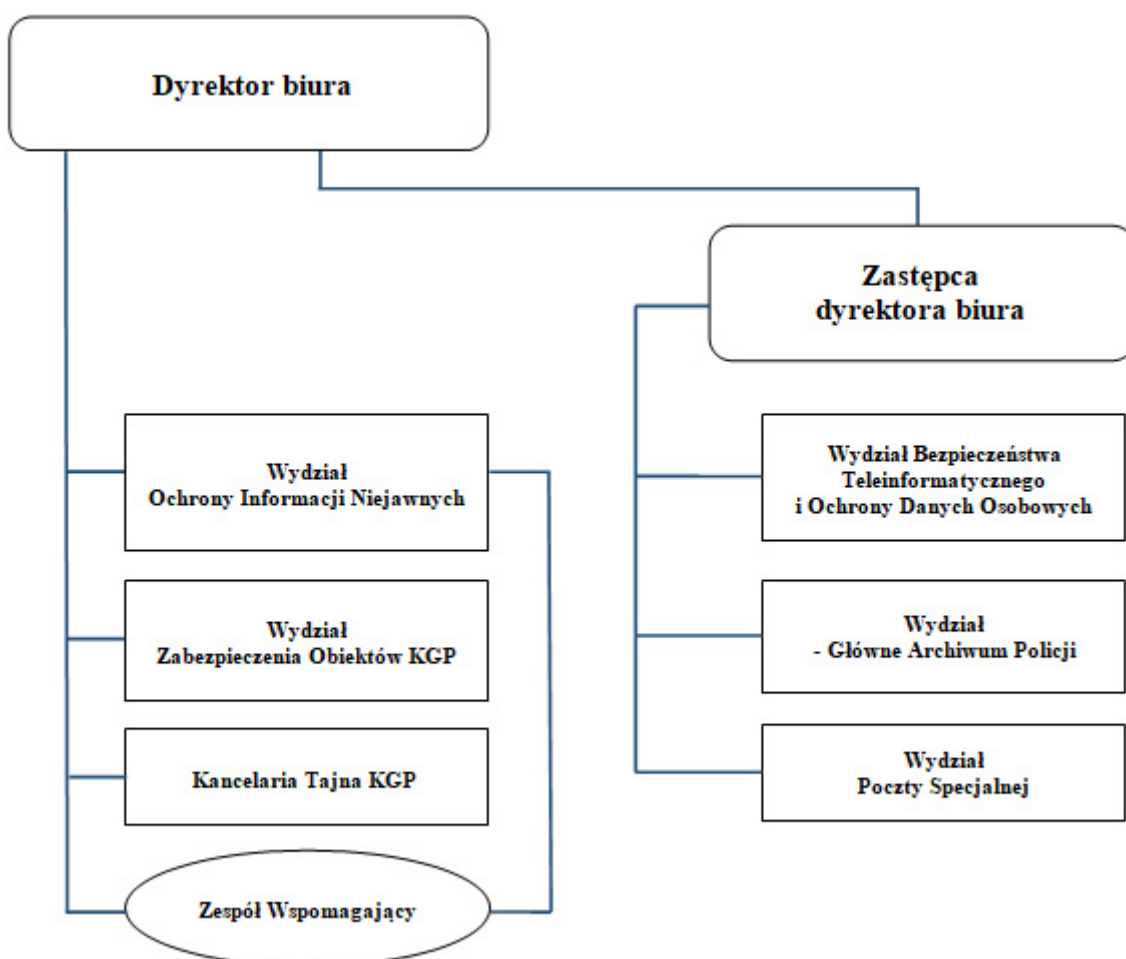 Dyrektor biura
Zastępca
dyrektora biura
Wydział
Ochrony Informacji Niejawnych
Wydział
Zabezpieczenia Obiektów KGP
Kancelaria Tajna KGP
Zespół Wspomagający
Wydział Bezpieczeństwa
Teleinformatycznego
i Ochrony Danych Osobowych
Wydział
- Główne Archiwum Policji
Wydział
Poczty Specjalnej